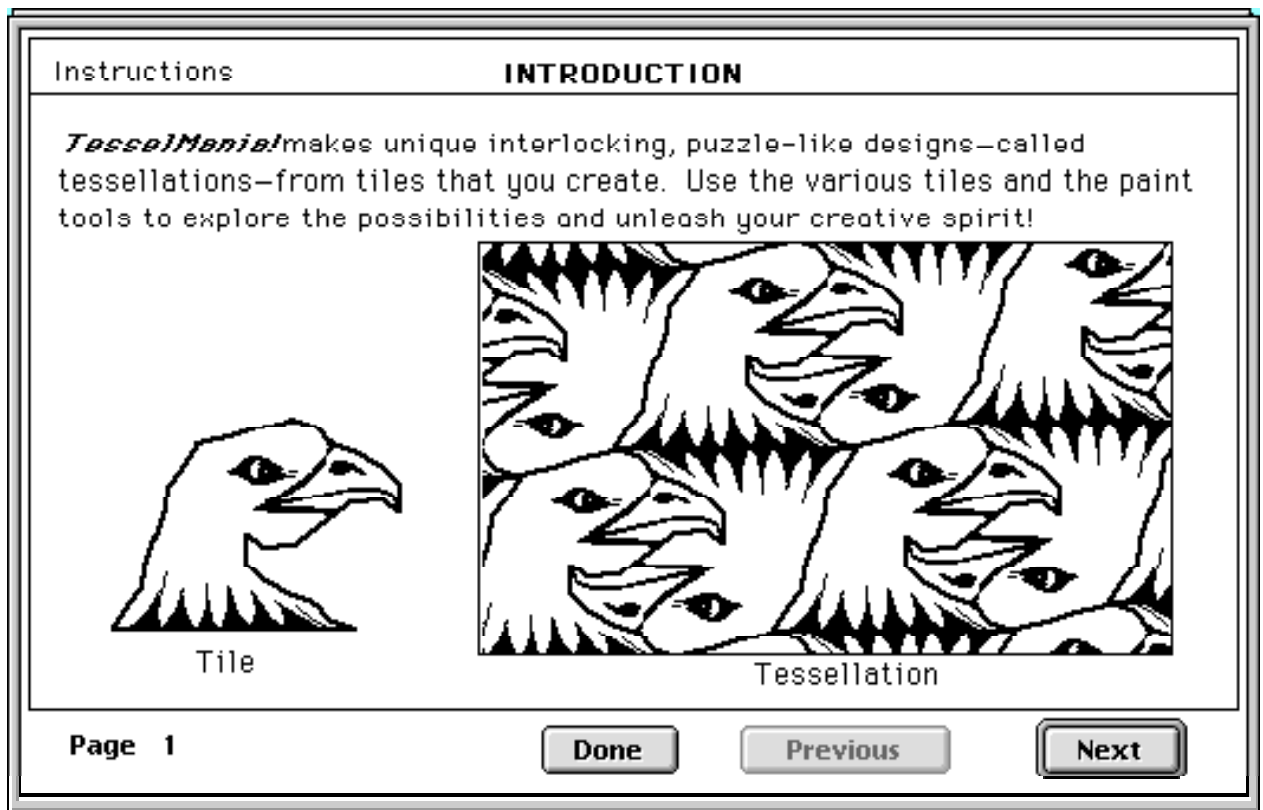 Instructions
INTRODUCTION
TesselMania! makes unique interlocking, puzzle-like designs—called
tessellations—from tiles that you create. Use the various tiles and the paint
tools to explore the possibilities and unleash your creative spirit!
Tile
Tessellation
Page 1
Done
Previous
Next